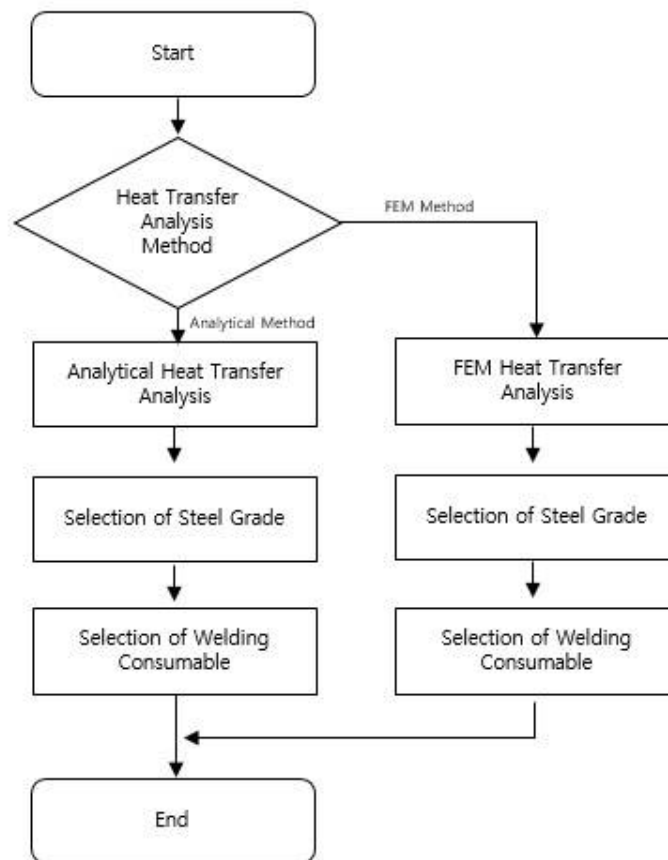 Start
Heat Transfer
Analysis
Method
FEM Method
Analytical Method
Analytical Heat Transfer
Analysis
FEM Heat Transfer
Analysis
Selection of Steel Grade
Selection of Steel Grade
Selection of Welding
Consumable
Selection of Welding
Consumable
End